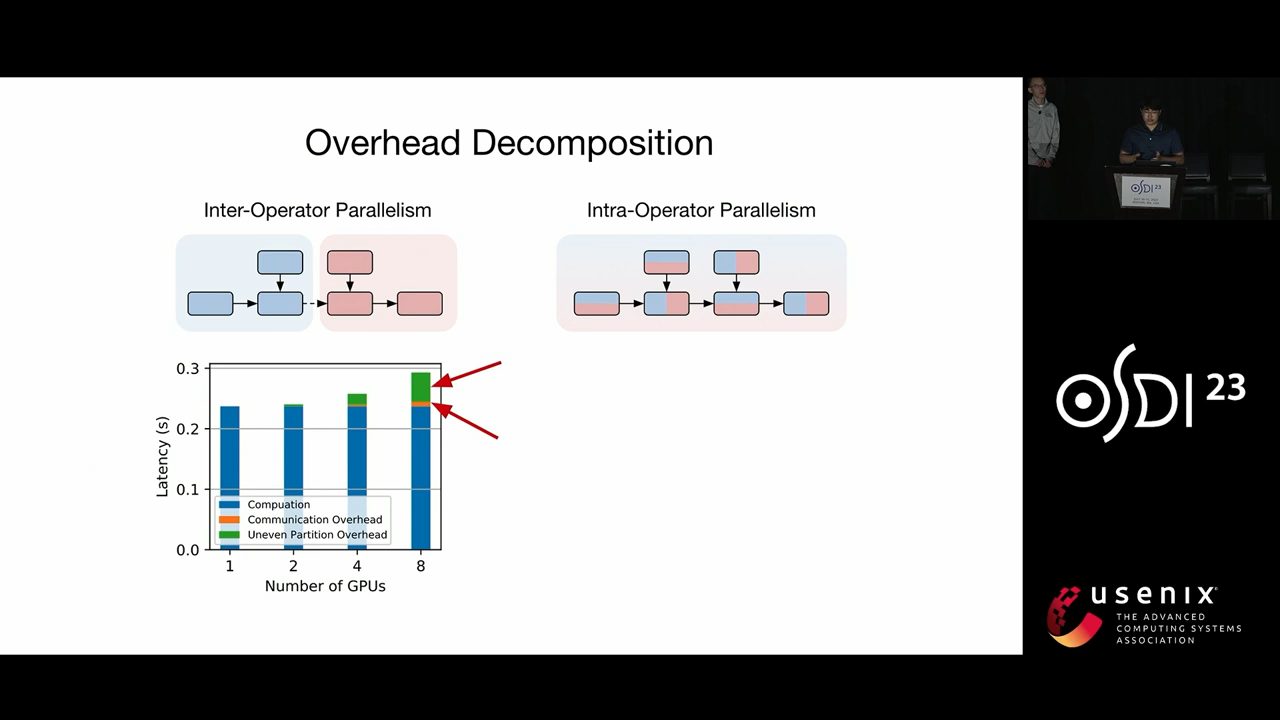 Overhead Decomposition
Inter-Operator Parallelism
Intra-Operator Parallelism
0.3
0.2
0.1
0.0
Latency (s)
Compuation
Communication Overhead
Uneven Partition Overhead
1 2 4 8
Number of GPUs
OSDI 23
OSDI 23
usenix
THE ADVANCED
COMPUTING SYSTEMS
ASSOCIATION